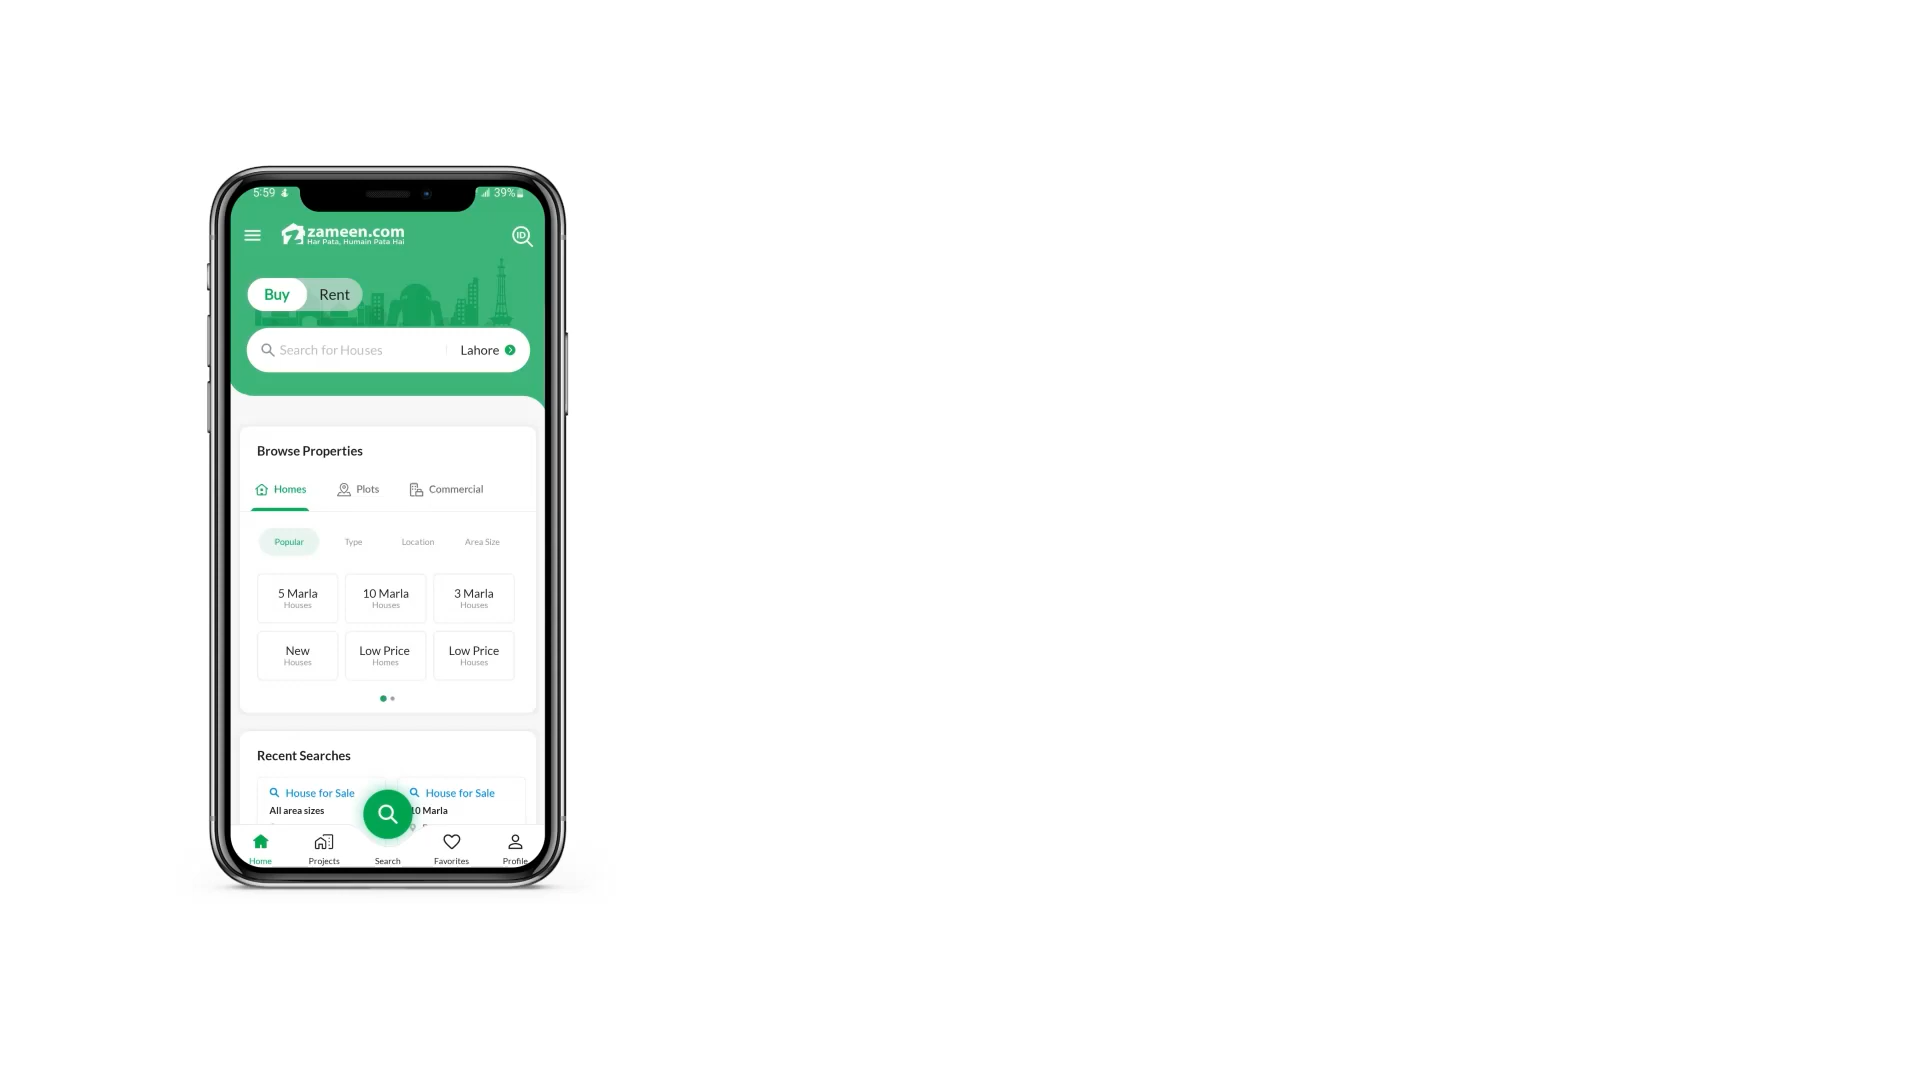 5:59
39%
zameen.com
Har Pata, Humain Pata Hai
ID
Buy Rent
Search for Houses Lahore
Browse Properties
Homes Plots Commercial
Popular Type Location Area Size
5 Marla 10 Marla 3 Marla
Houses Houses Houses
New Low Price Low Price
Houses Homes Houses
Recent Searches
House for Sale House for Sale
All area sizes 10 Marla
Home Projects Search Favorites Profile